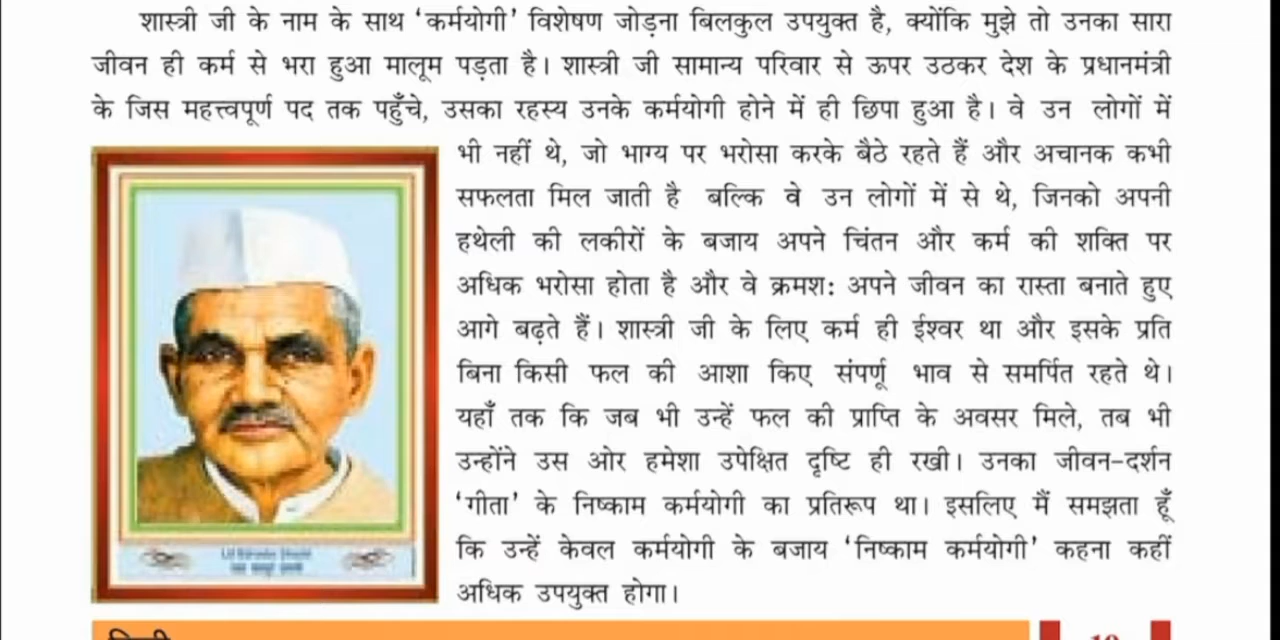 शास्त्री जी के नाम के साथ ‘कर्मयोगी’ विशेषण जोड़ना बिलकुल उपयुक्त है, क्योंकि मुझे तो उनका सारा
जीवन ही कर्म से भरा हुआ मालूम पड़ता है। शास्त्री जी सामान्य परिवार से ऊपर उठकर देश के प्रधानमंत्री
के जिस महत्त्वपूर्ण पद तक पहुँचे, उसका रहस्य उनके कर्मयोगी होने में ही छिपा हुआ है। वे उन लोगों में
भी नहीं थे, जो भाग्य पर भरोसा करके बैठे रहते हैं और अचानक कभी
सफलता मिल जाती है बल्कि वे उन लोगों में से थे, जिनको अपनी
हथेली की लकीरों के बजाय अपने चिंतन और कर्म की शक्ति पर
अधिक भरोसा होता है और वे क्रमश: अपने जीवन का रास्ता बनाते हुए
आगे बढ़ते हैं। शास्त्री जी के लिए कर्म ही ईश्वर था और इसके प्रति
बिना किसी फल की आशा किए संपूर्ण भाव से समर्पित रहते थे।
यहाँ तक कि जब भी उन्हें फल की प्राप्ति के अवसर मिले, तब भी
उन्होंने उस ओर हमेशा उपेक्षित दृष्टि ही रखी। उनका जीवन-दर्शन
‘गीता’ के निष्काम कर्मयोगी का प्रतिरूप था। इसलिए मैं समझता हूँ
कि उन्हें केवल कर्मयोगी के बजाय ‘निष्काम कर्मयोगी’ कहना कहीं
अधिक उपयुक्त होगा।